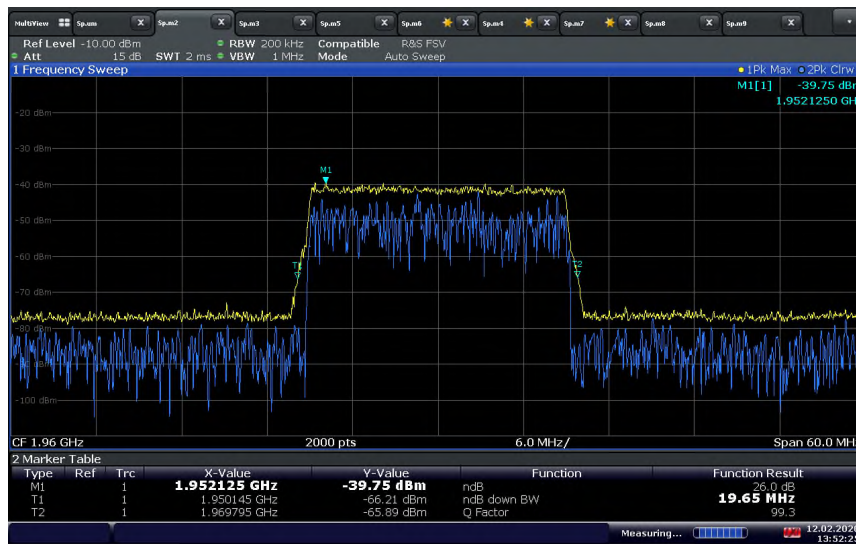 MultiView Sp.um X Sp.m2 X Sp.m3 X Sp.m5 X Sp.m6 X Sp.m4 X Sp.m7 X Sp.m8 X Sp.m9 X
Ref Level -10.00 dBm RBW 200 kHz Compatible R&S FSV
Att 15 dB SWT 2 ms VBW 1 MHz Mode Auto Sweep
1 Frequency Sweep 1Pk Max 2Pk Clrw
M1[1] -39.75 dBm
1.9521250 GH
-20 dBm
M1
-40 dBm
-50 dBm
-60 dBm
T1 T2
-70 dBm
-80 dBm
-100 dBm
CF 1.96 GHz 2000 pts 6.0 MHz/ Span 60.0 MH
2 Marker Table
Type Ref Trc X-Value Y-Value Function Function Result
M1 1 1.952125 GHz -39.75 dBm ndB 26.0 dB
T1 1 1.950145 GHz -66.21 dBm ndB down BW 19.65 MHz
T2 1 1.969795 GHz -65.89 dBm Q Factor 99.3
Measuring... 12.02.2020
13:52:25